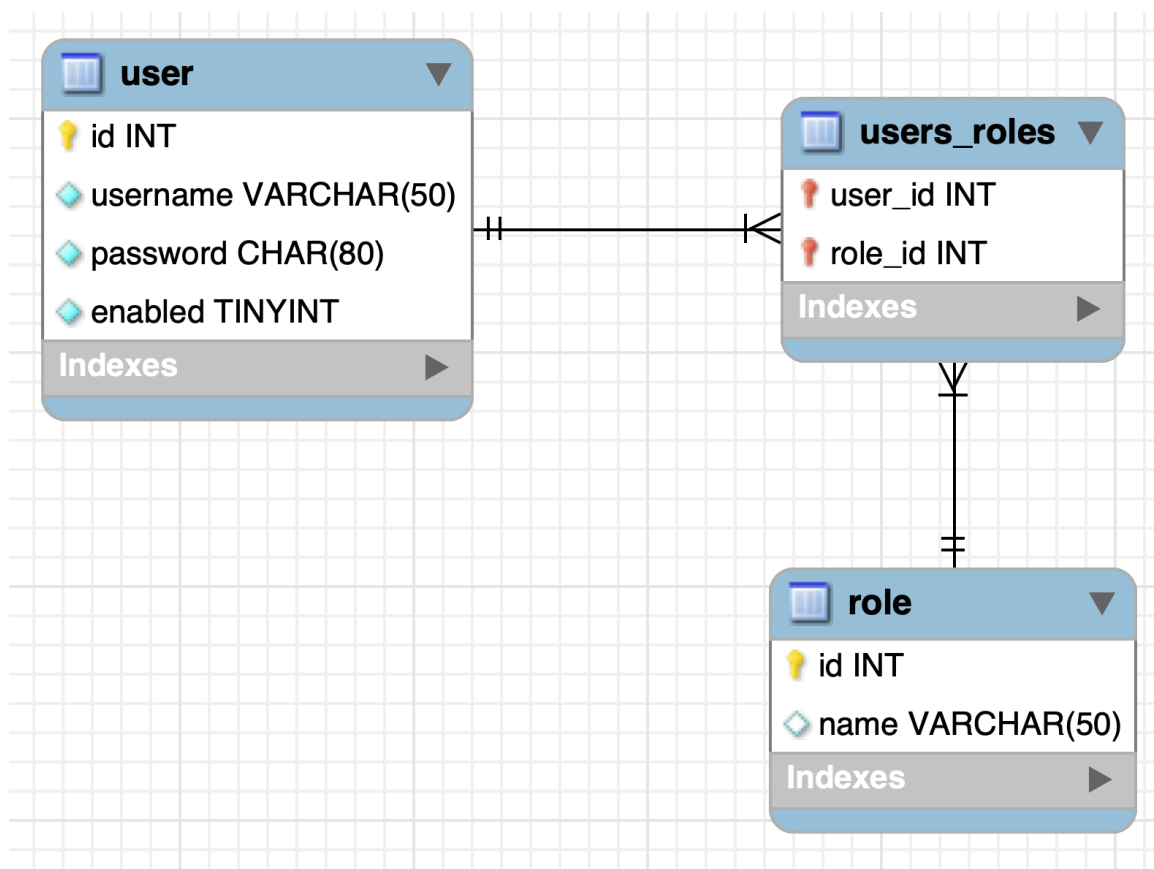 user
id INT
username VARCHAR(50)
password CHAR(80)
enabled TINYINT
Indexes
users_roles
user_id INT
role_id INT
Indexes
role
id INT
name VARCHAR(50)
Indexes